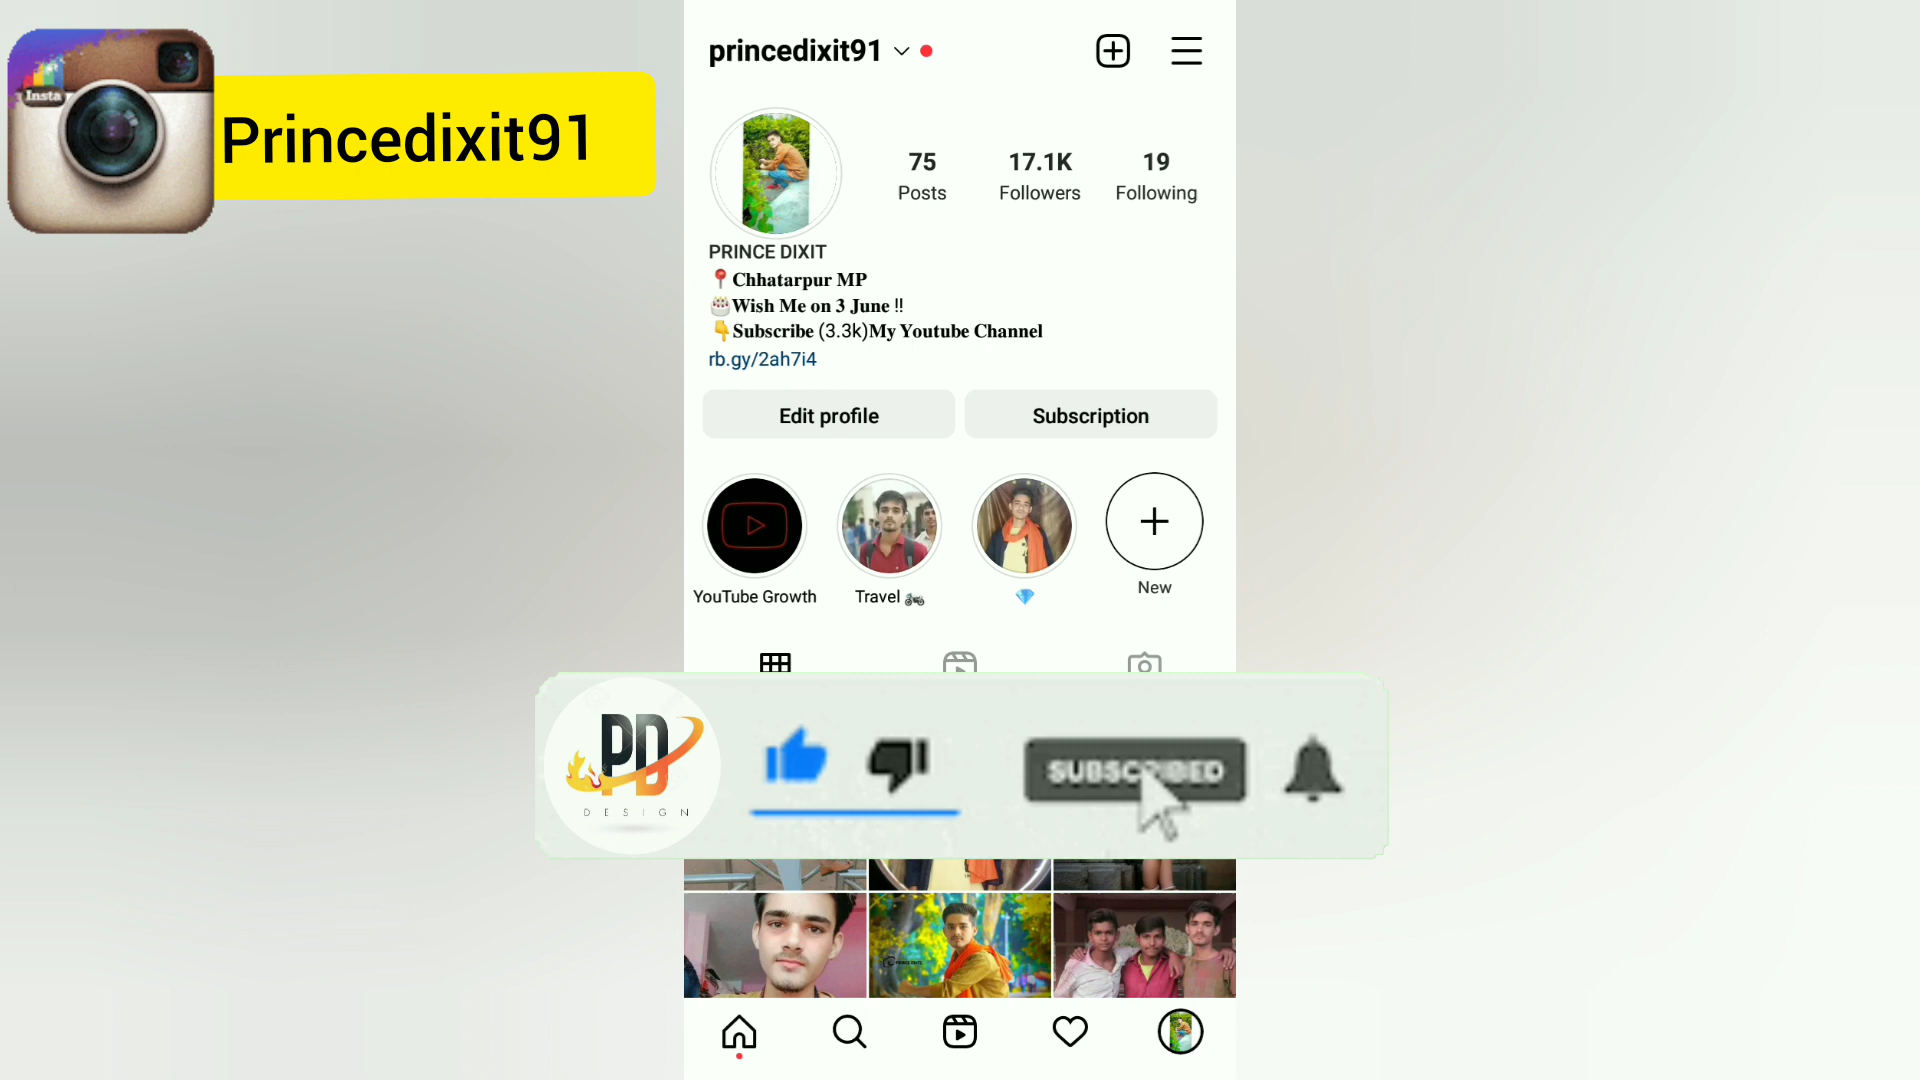 Insta
Princedixit91
princedixit91
75
Posts
17.1K
Followers
19
Following
PRINCE DIXIT
📍Chhatarpur MP
🎂Wish Me on 3 June !!
👇Subscribe (3.3k)My Youtube Channel
rb.gy/2ah7i4
Edit profile
Subscription
YouTube Growth
Travel 🏍
💎
New
PD
DESIGN
SUBSCRIBED